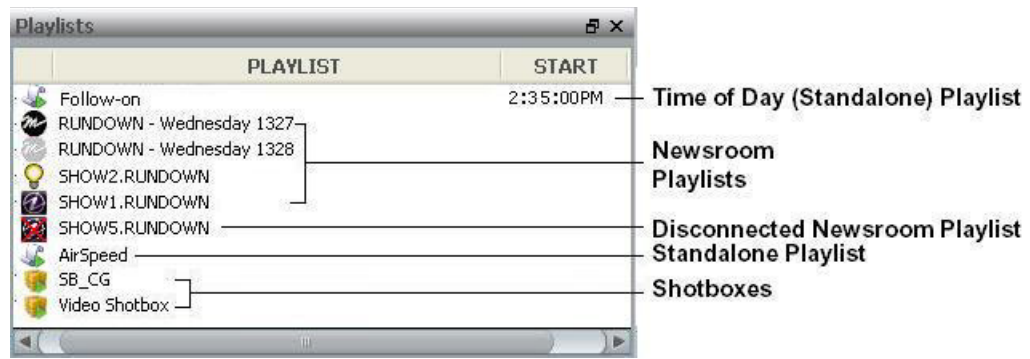 Playlists
PLAYLIST START
Follow-on 2:35:00PM Time of Day (Standalone) Playlist
RUNDOWN - Wednesday 1327
RUNDOWN - Wednesday 1328
Newsroom
Playlists
SHOW2.RUNDOWN
SHOW1.RUNDOWN
SHOW5.RUNDOWN Disconnected Newsroom Playlist
AirSpeed Standalone Playlist
SB_CG
Video Shotbox
Shotboxes